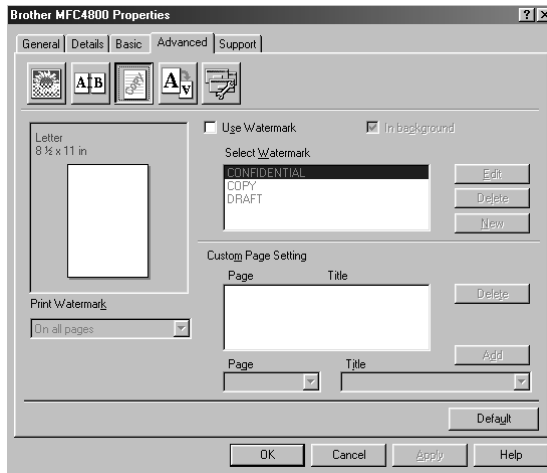 Brother MFC4800 Properties
General Details Basic Advanced Support
A B
Copy
A A
Letter
8 ½ x 11 in
Print Watermark
On all pages
Use Watermark In background
Select Watermark
CONFIDENTIAL
COPY
DRAFT
Edit
Delete
New
Custom Page Setting
Page Title
Delete
Add
Page Title
Default
OK Cancel Apply Help